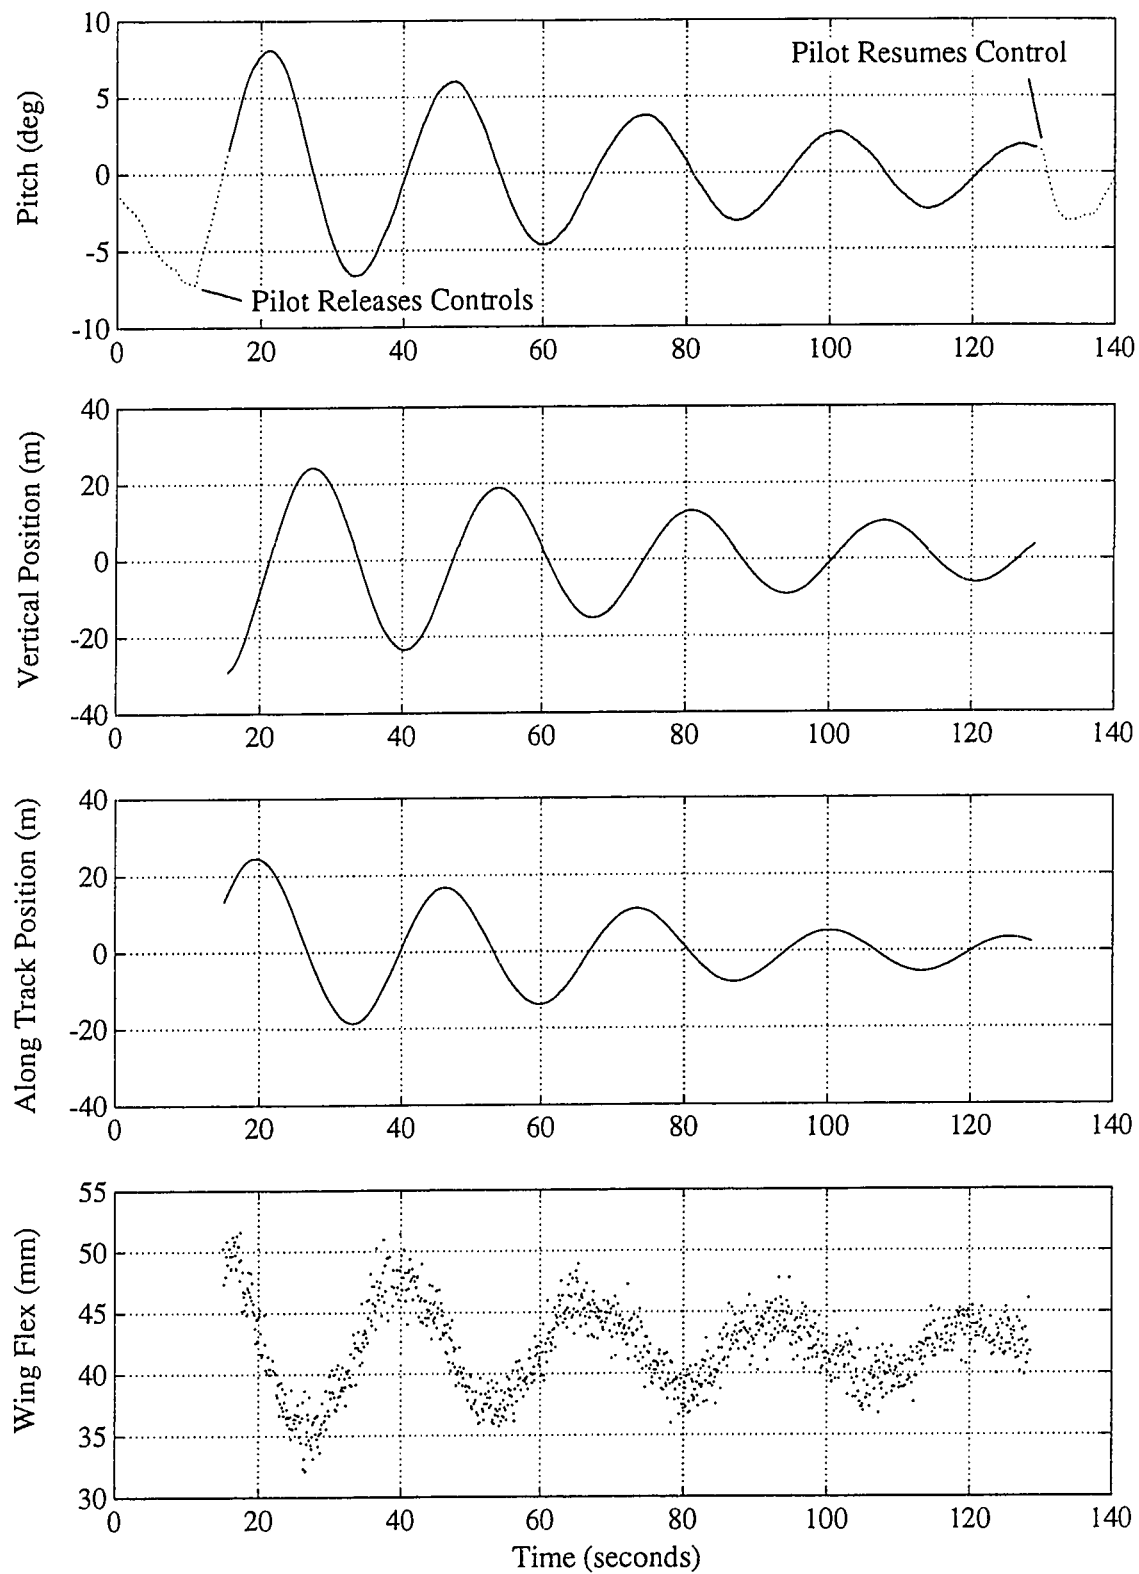 Pitch (deg)
10
5
0
-5
-10
Pilot Resumes Control
Pilot Releases Controls
0 20 40 60 80 100 120 140
Vertical Position (m)
40
20
0
-20
-40
0 20 40 60 80 100 120 140
Along Track Position (m)
40
20
0
-20
-40
0 20 40 60 80 100 120 140
Wing Flex (mm)
55
50
45
40
35
30
0 20 40 60 80 100 120 140
Time (seconds)